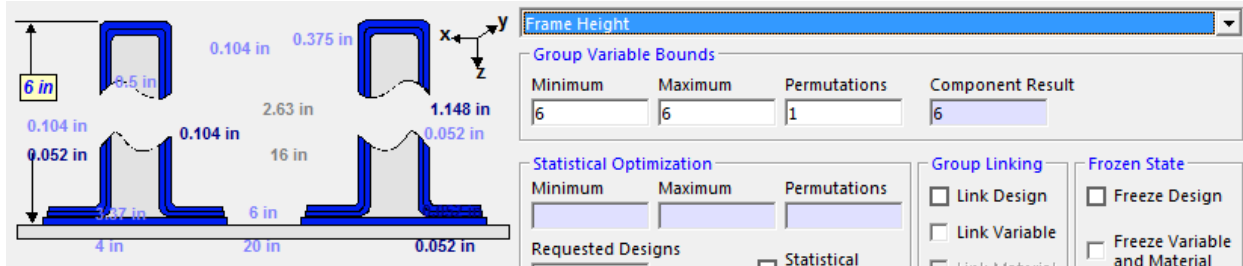 Frame Height
y
0.375 in
x
0.104 in
z
Group Variable Bounds
Minimum Maximum Permutations Component Result
6 6 1 6
6 in
0.5 in
2.63 in
1.148 in
0.104 in
0.104 in
0.052 in
0.052 in
16 in
Statistical Optimization
Group Linking
Frozen State
Minimum Maximum Permutations
Link Design
Freeze Design
3.37 in
6 in
Link Variable
4 in
20 in
0.052 in
Requested Designs
Statistical
Freeze Variable
and Material
Link Material